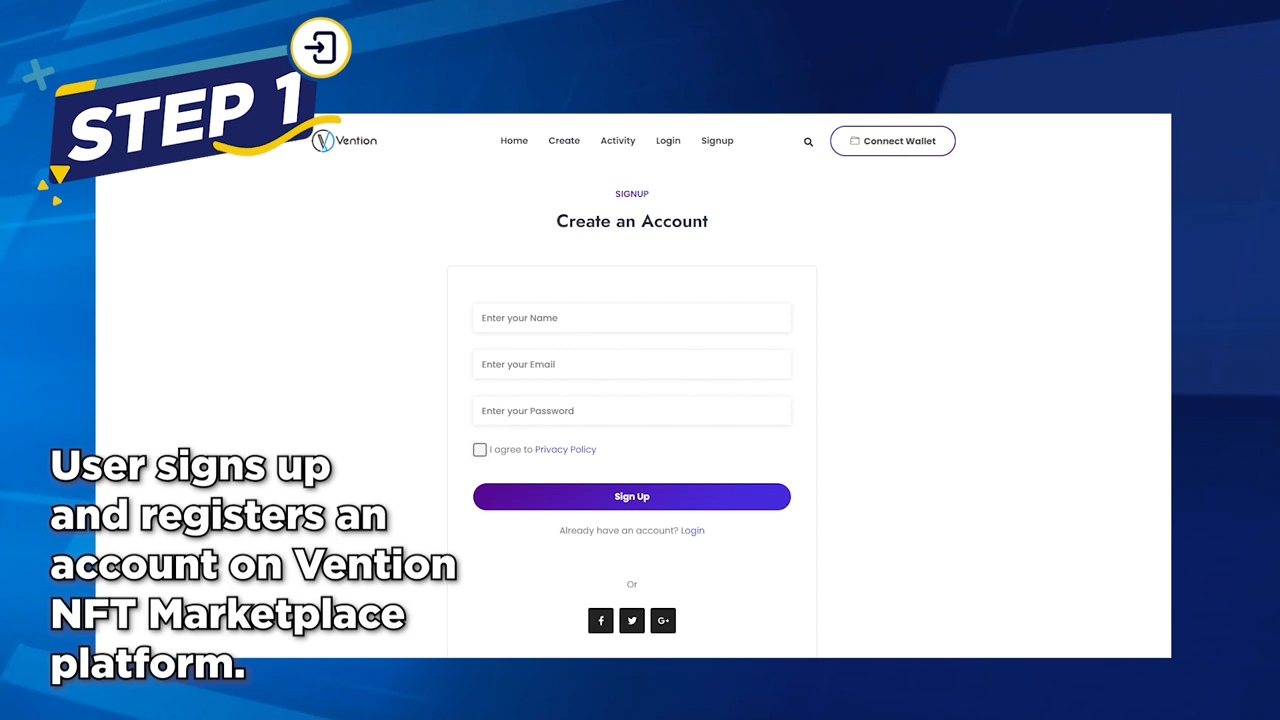 STEP 1
Vention
Home Create Activity Login Signup
Connect Wallet
SIGNUP
Create an Account
Enter your Name
Enter your Email
Enter your Password
I agree to Privacy Policy
Sign Up
Already have an account? Login
Or
f G+
User signs up
and registers an
account on Vention
NFT Marketplace
platform.